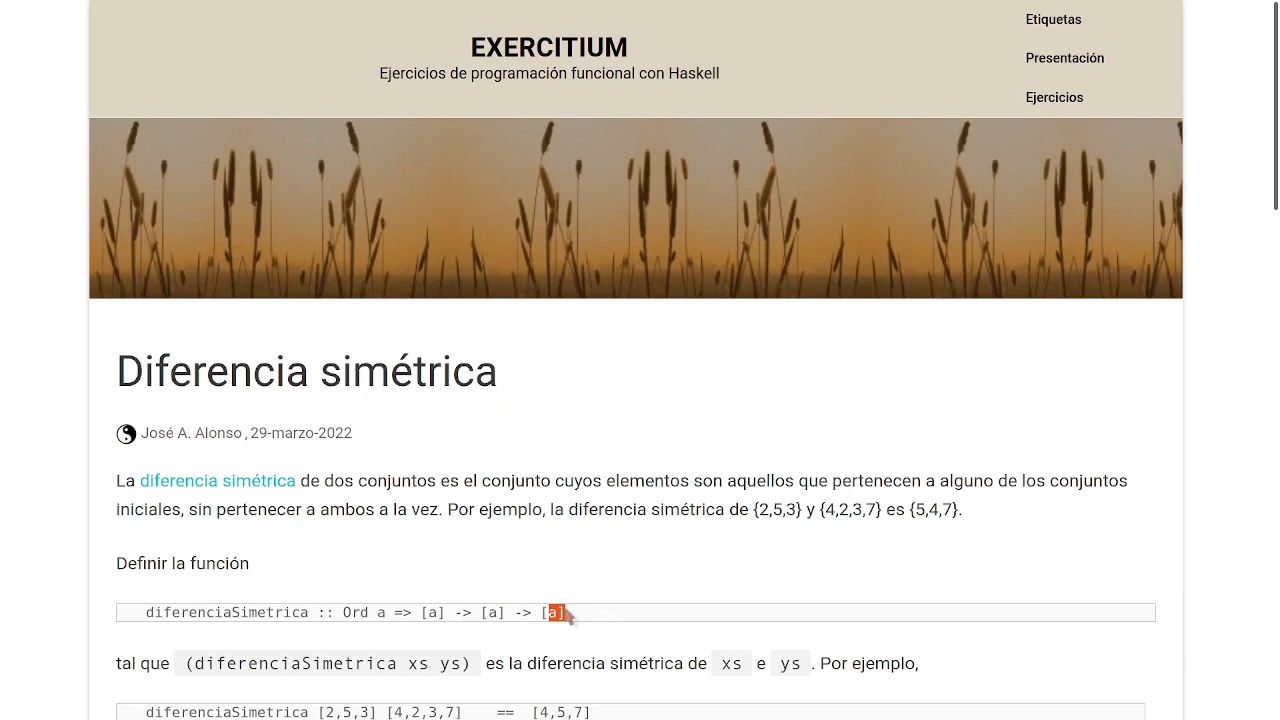 Etiquetas
EXERCITIUM
Ejercicios de programación funcional con Haskell
Presentación
Ejercicios
Diferencia simétrica
José A. Alonso , 29-marzo-2022
La diferencia simétrica de dos conjuntos es el conjunto cuyos elementos son aquellos que pertenecen a alguno de los conjuntos
iniciales, sin pertenecer a ambos a la vez. Por ejemplo, la diferencia simétrica de {2,5,3} y {4,2,3,7} es {5,4,7}.
Definir la función
diferenciaSimetrica :: Ord a => [a] -> [a] -> [a]
tal que (diferenciaSimetrica xs ys) es la diferencia simétrica de xs e ys. Por ejemplo,
diferenciaSimetrica [2,5,3] [4,2,3,7] == [4,5,7]